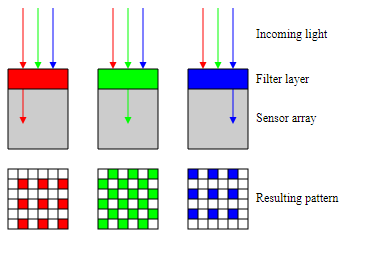 Incoming light
Filter layer
Sensor array
Resulting pattern